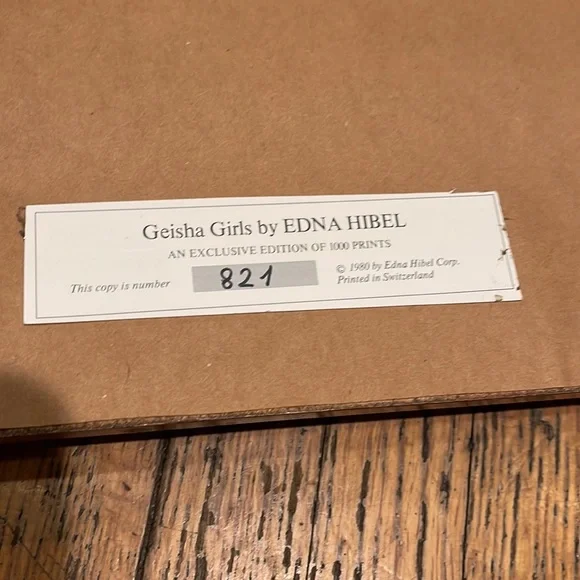 Geisha Girls by EDNA HIBEL
AN EXCLUSIVE EDITION OF 1000 PRINTS
This copy is number 821
© 1980 by Edna Hibel Corp.
Printed in Switzerland